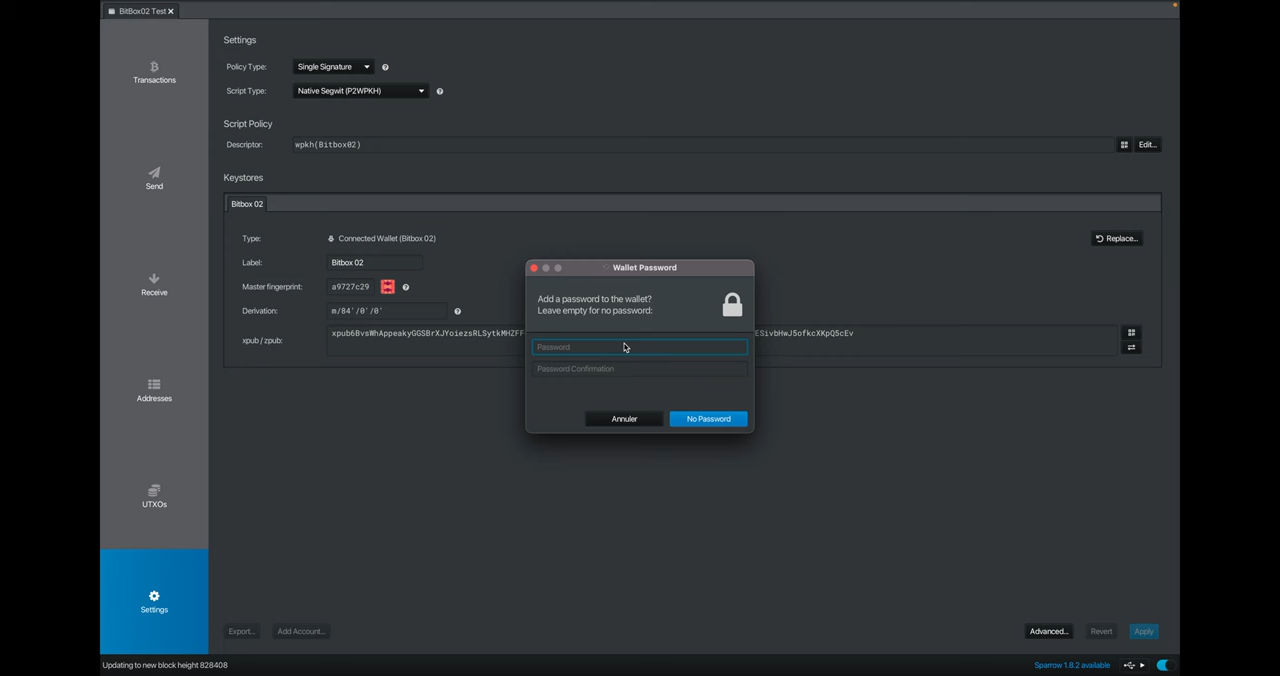 BitBox02 Test
Transactions
Send
Receive
Addresses
UTXOs
Settings
Settings
Policy Type: Single Signature
Script Type: Native Segwit (P2WPKH)
Script Policy
Descriptor: wpkh(Bitbox02) Edit...
Keystores
Bitbox 02
Type: Connected Wallet (Bitbox 02) Replace...
Label: Bitbox 02
Master fingerprint: a9727c29
Derivation: m/84'/0'/0'
xpub / zpub: xpub6BvsWhAppeakyGGSBrXJYoiezsRLSytkMHZFF ESivbHwJ5ofkcXKpQ5cEv
Wallet Password
Add a password to the wallet?
Leave empty for no password:
Password
Password Confirmation
Annuler No Password
Export... Add Account... Advanced... Revert Apply
Updating to new block height 828408 Sparrow 1.8.2 available